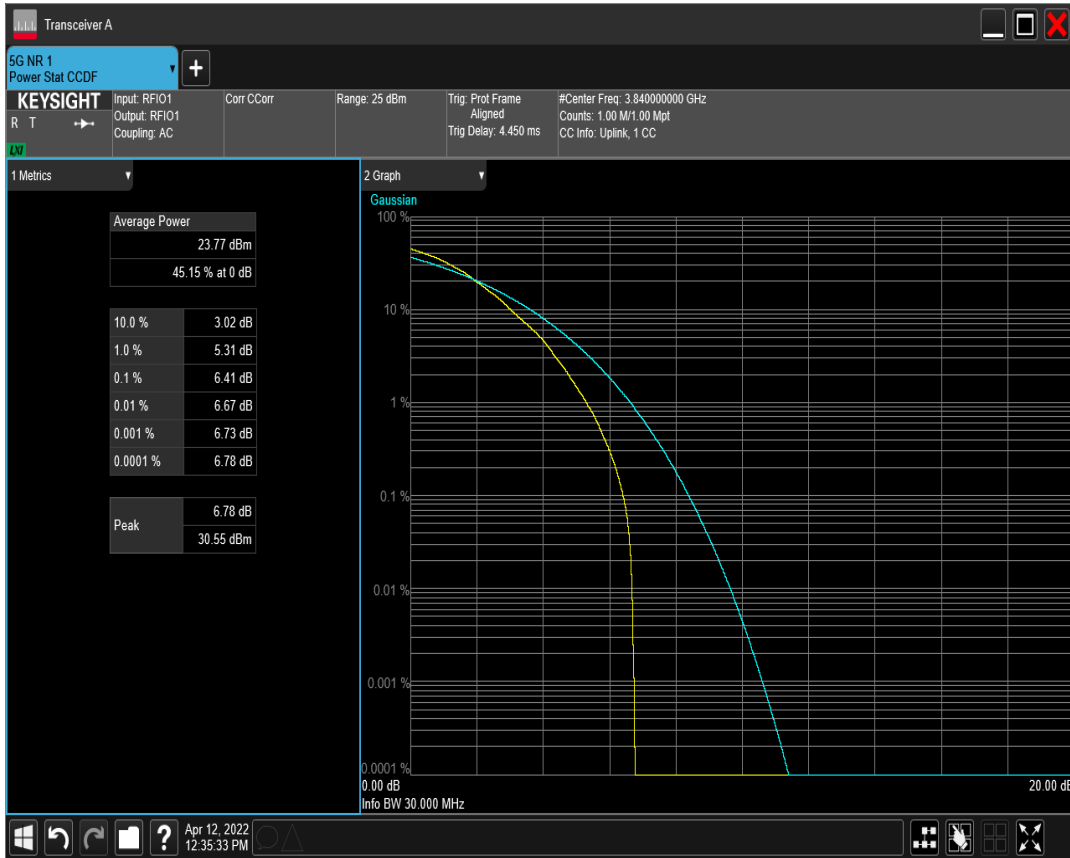 Transceiver A
5G NR 1
Power Stat CCDF
+
KEYSIGHT
R T
LXI
Input: RFIO1
Output: RFIO1
Coupling: AC
Corr CCorr
Range: 25 dBm
Trig: Prot Frame
Aligned
Trig Delay: 4.450 ms
#Center Freq: 3.840000000 GHz
Counts: 1.00 M/1.00 Mpt
CC Info: Uplink, 1 CC
1 Metrics
Average Power
23.77 dBm
45.15 % at 0 dB
10.0 % 3.02 dB
1.0 % 5.31 dB
0.1 % 6.41 dB
0.01 % 6.67 dB
0.001 % 6.73 dB
0.0001 % 6.78 dB
Peak
6.78 dB
30.55 dBm
2 Graph
Gaussian
100 %
10 %
1 %
0.1 %
0.01 %
0.001 %
0.0001 %
0.00 dB
20.00 dB
Info BW 30.000 MHz
?
Apr 12, 2022
12:35:33 PM